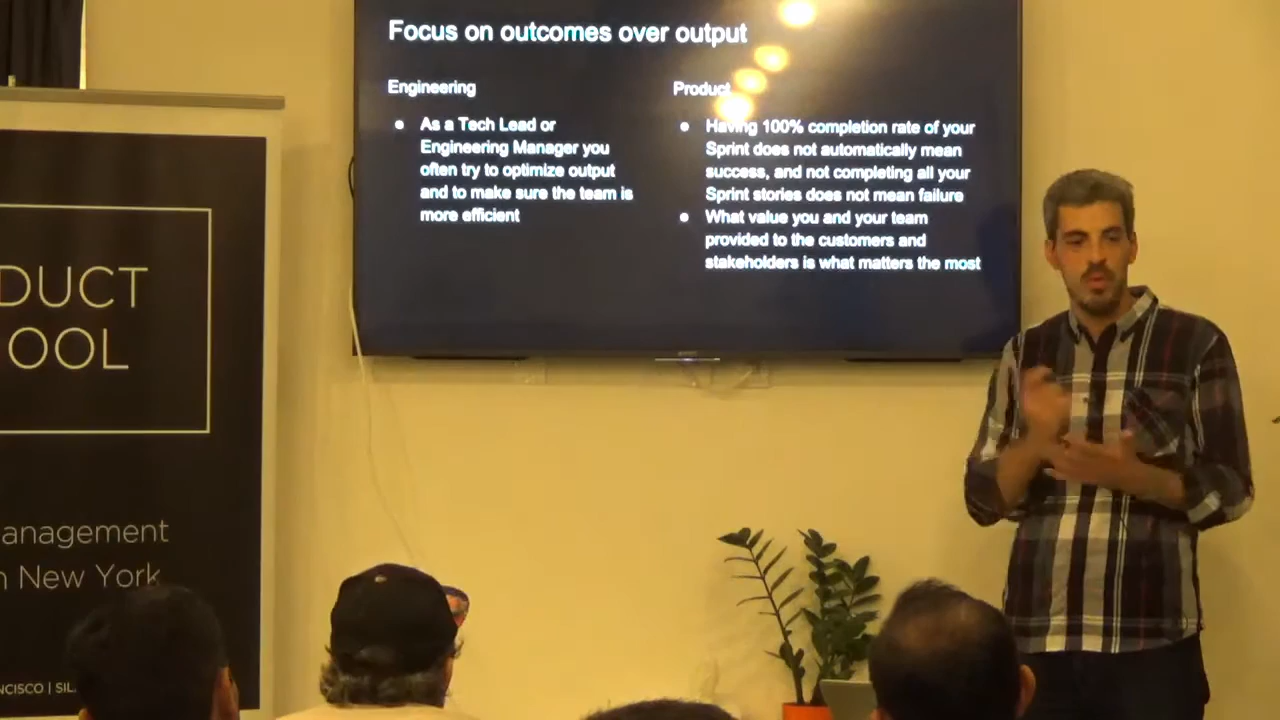 Focus on outcomes over output
Engineering
As a Tech Lead or
Engineering Manager you
often try to optimize output
and to make sure the team is
more efficient
Product
Having 100% completion rate of your
Sprint does not automatically mean
success, and not completing all your
Sprint stories does not mean failure
What value you and your team
provided to the customers and
stakeholders is what matters the most
DUCT
OOL
anagement
n New York
NCISCO | SIL